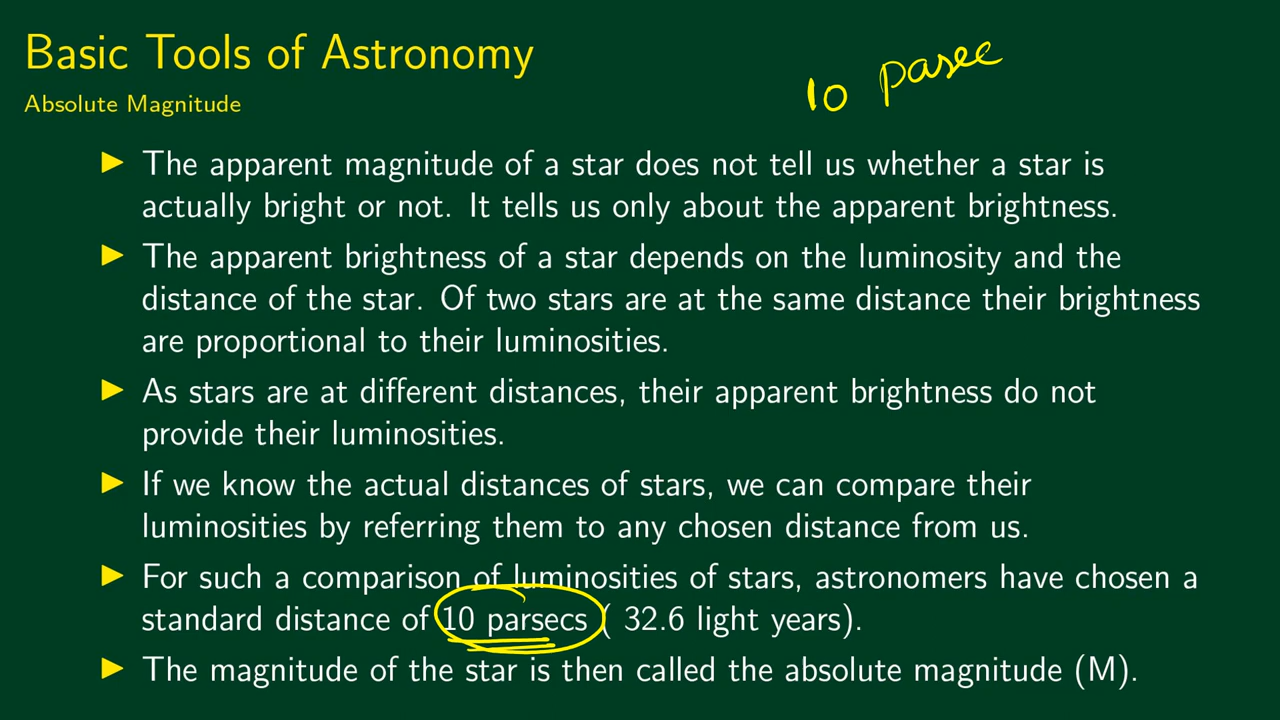 Basic Tools of Astronomy
Absolute Magnitude
10 pasec
▶ The apparent magnitude of a star does not tell us whether a star is
actually bright or not. It tells us only about the apparent brightness.
▶ The apparent brightness of a star depends on the luminosity and the
distance of the star. Of two stars are at the same distance their brightness
are proportional to their luminosities.
▶ As stars are at different distances, their apparent brightness do not
provide their luminosities.
▶ If we know the actual distances of stars, we can compare their
luminosities by referring them to any chosen distance from us.
▶ For such a comparison of luminosities of stars, astronomers have chosen a
standard distance of 10 parsecs ( 32.6 light years).
▶ The magnitude of the star is then called the absolute magnitude (M).